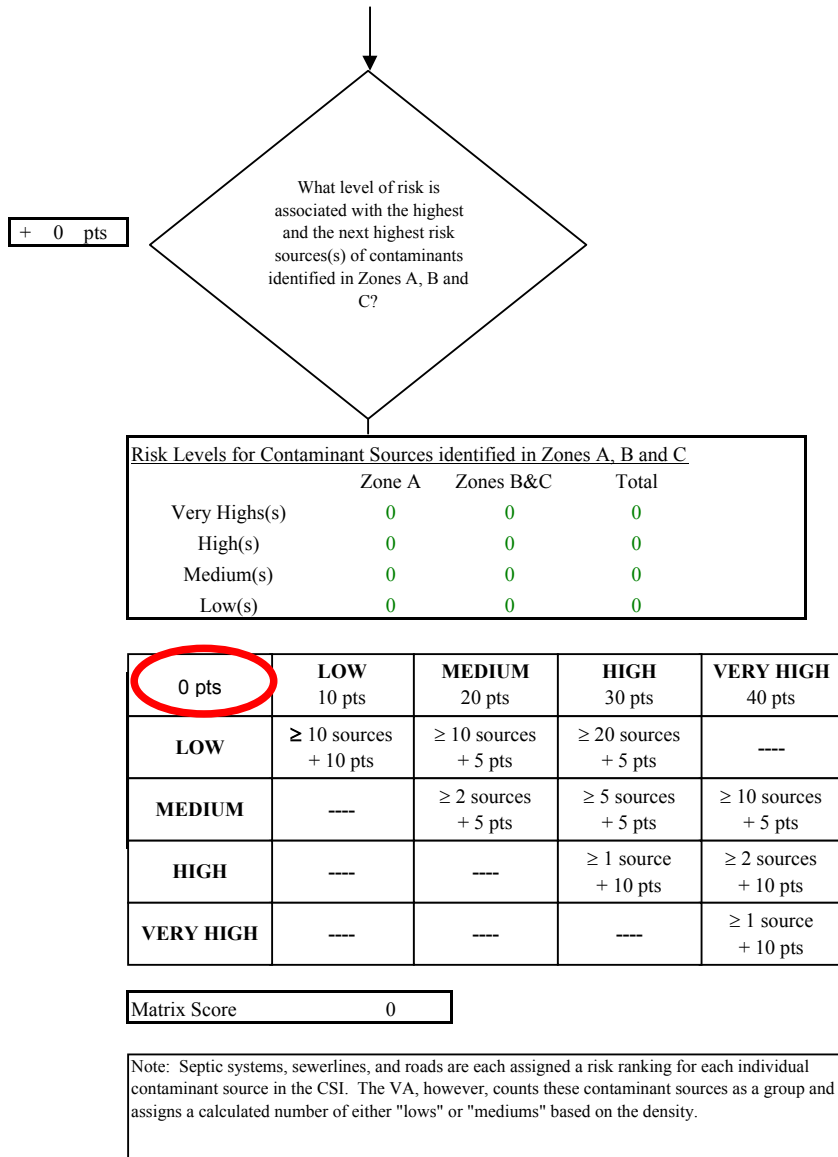 What level of risk is
associated with the highest
and the next highest risk
sources(s) of contaminants
identified in Zones A, B and
C?
+ 0 pts
Risk Levels for Contaminant Sources identified in Zones A, B and C
Zone A Zones B&C Total
Very Highs(s) 0 0 0
High(s) 0 0 0
Medium(s) 0 0 0
Low(s) 0 0 0
0 pts LOW MEDIUM HIGH VERY HIGH
10 pts 20 pts 30 pts 40 pts
LOW ≥ 10 sources ≥ 10 sources ≥ 20 sources ----
+ 10 pts + 5 pts + 5 pts
MEDIUM ---- ≥ 2 sources ≥ 5 sources ≥ 10 sources
+ 5 pts + 5 pts + 5 pts
HIGH ---- ---- ≥ 1 source ≥ 2 sources
+ 10 pts + 10 pts
VERY HIGH ---- ---- ---- ≥ 1 source
+ 10 pts
Matrix Score 0
Note: Septic systems, sewerlines, and roads are each assigned a risk ranking for each individual
contaminant source in the CSI. The VA, however, counts these contaminant sources as a group and
assigns a calculated number of either "lows" or "mediums" based on the density.